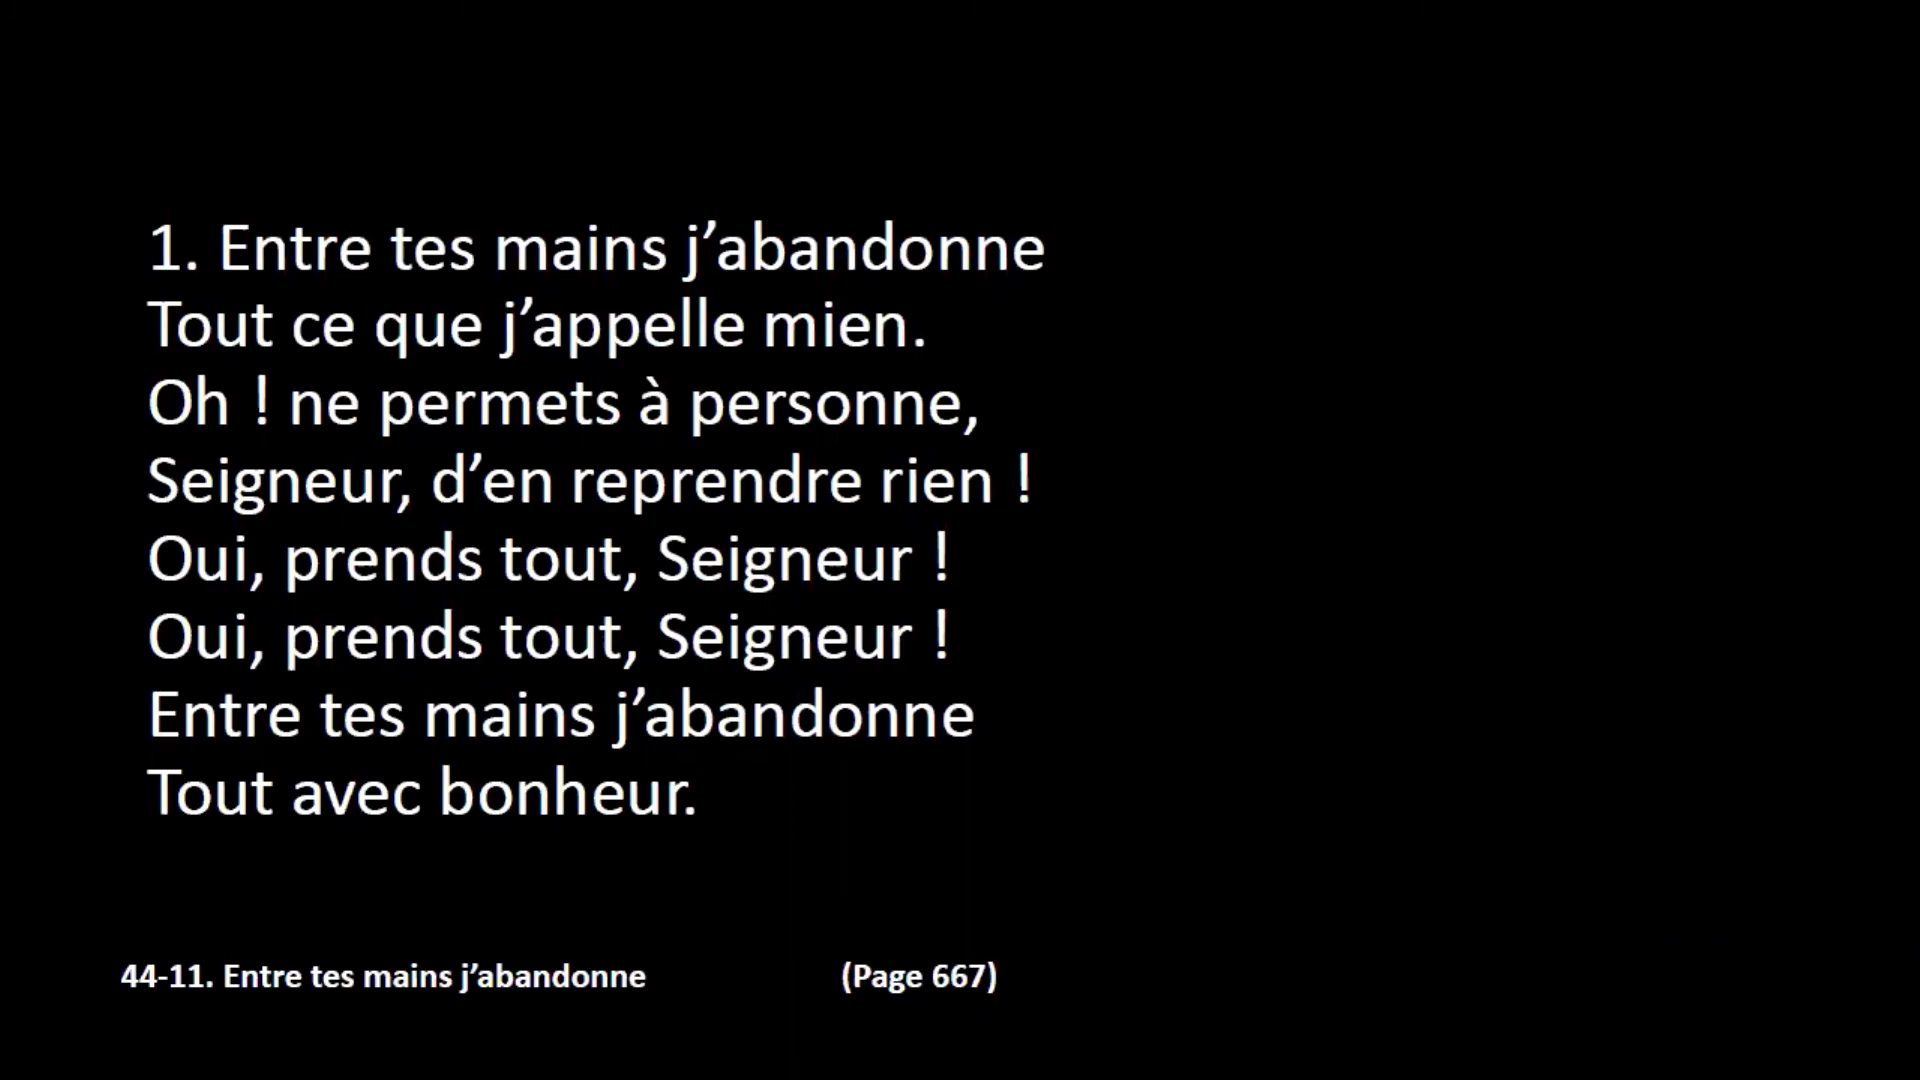 1. Entre tes mains j’abandonne
Tout ce que j’appelle mien.
Oh ! ne permets à personne,
Seigneur, d’en reprendre rien !
Oui, prends tout, Seigneur !
Oui, prends tout, Seigneur !
Entre tes mains j’abandonne
Tout avec bonheur.
44-11. Entre tes mains j’abandonne (Page 667)